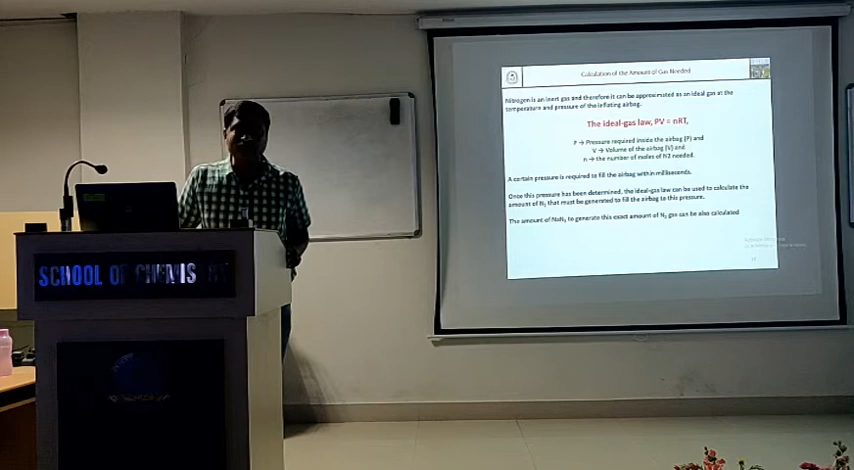 Calculation of the Amount of Gas Needed
Nitrogen is an inert gas and therefore it can be approximated as an ideal gas at the
temperature and pressure of the inflating airbag.
The ideal-gas law, PV = nRT,
P → Pressure required inside the airbag (P) and
V → Volume of the airbag (V) and
n → the number of moles of N2 needed.
A certain pressure is required to fill the airbag within milliseconds.
Once this pressure has been determined, the ideal-gas law can be used to calculate the
amount of N₂ that must be generated to fill the airbag to this pressure.
The amount of NaN₃ to generate this exact amount of N₂ gas can be also calculated
SCHOOL OF CHEMIS RY